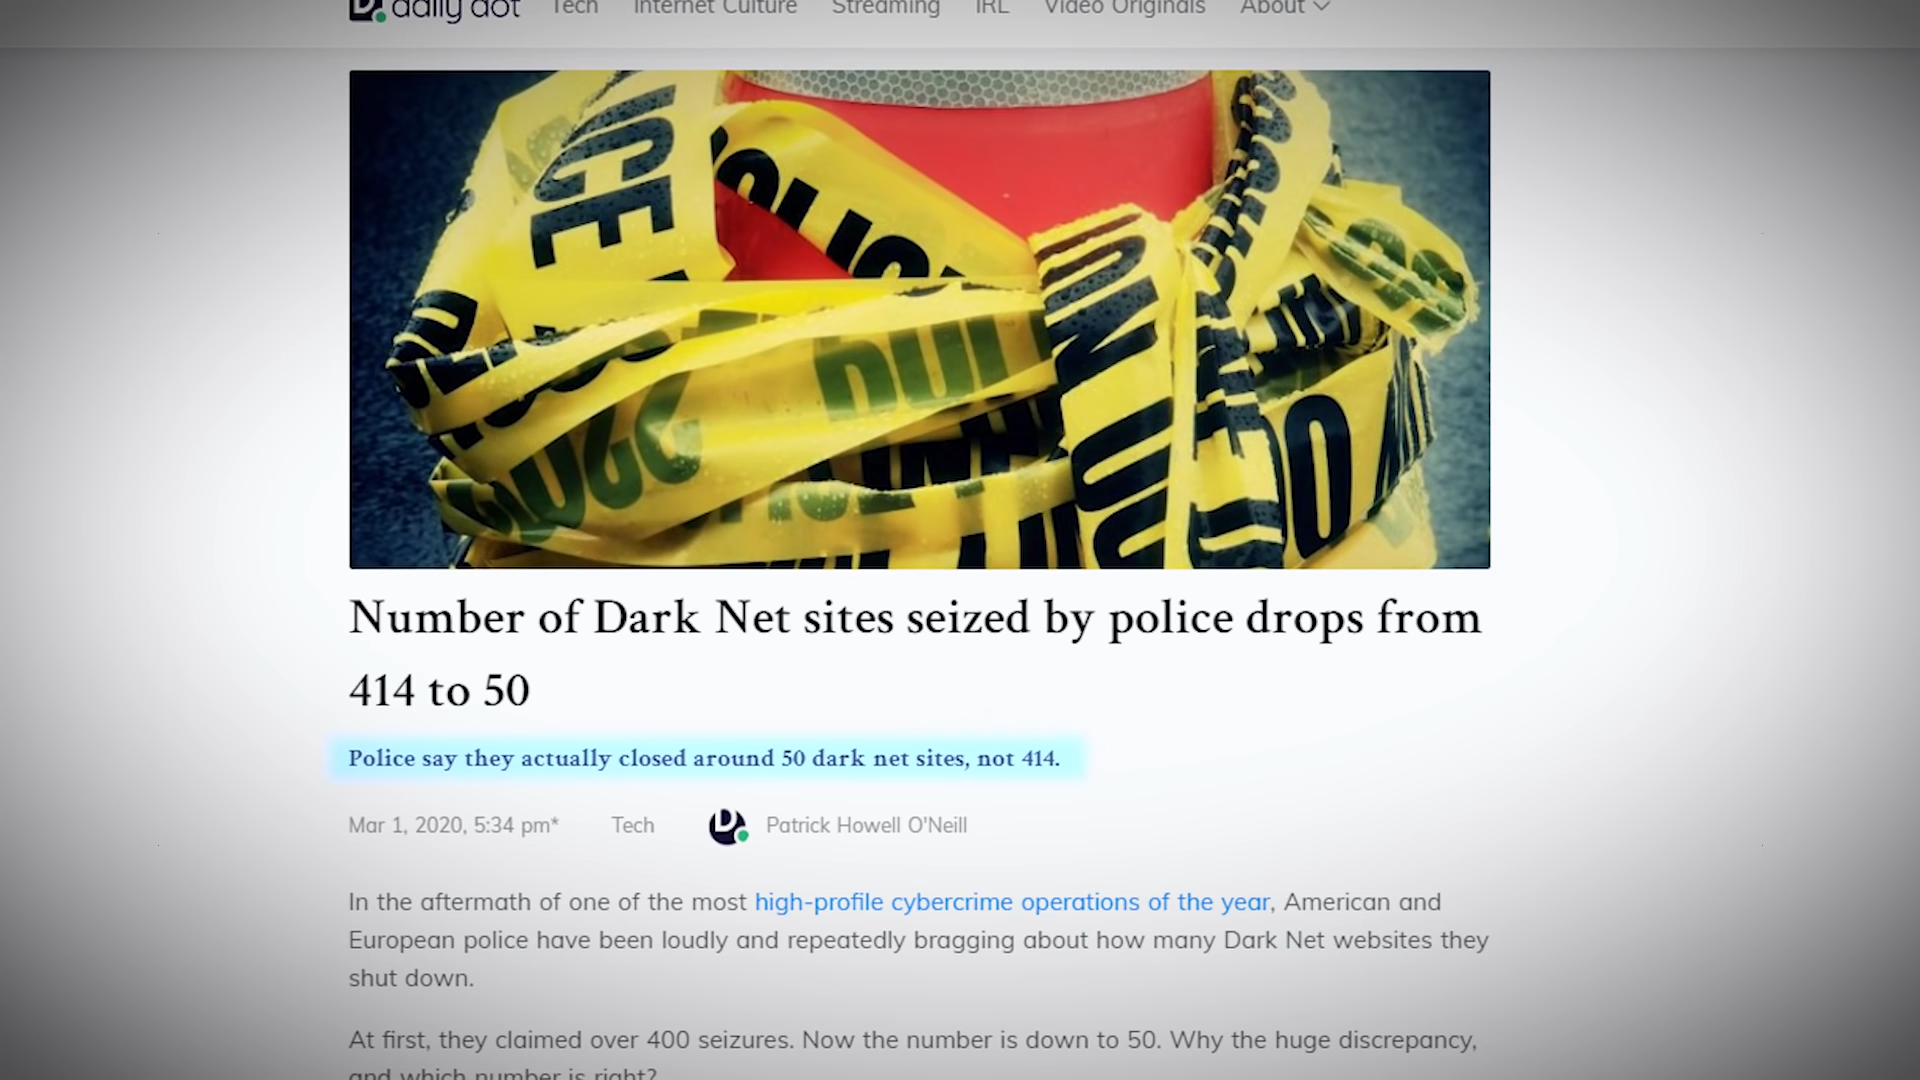 daily dot Tech Internet Culture Streaming IRL Video Originals About
Number of Dark Net sites seized by police drops from
414 to 50
Police say they actually closed around 50 dark net sites, not 414.
Mar 1, 2020, 5:34 pm* Tech Patrick Howell O'Neill
In the aftermath of one of the most high-profile cybercrime operations of the year, American and
European police have been loudly and repeatedly bragging about how many Dark Net websites they
shut down.
At first, they claimed over 400 seizures. Now the number is down to 50. Why the huge discrepancy,
and which number is right?